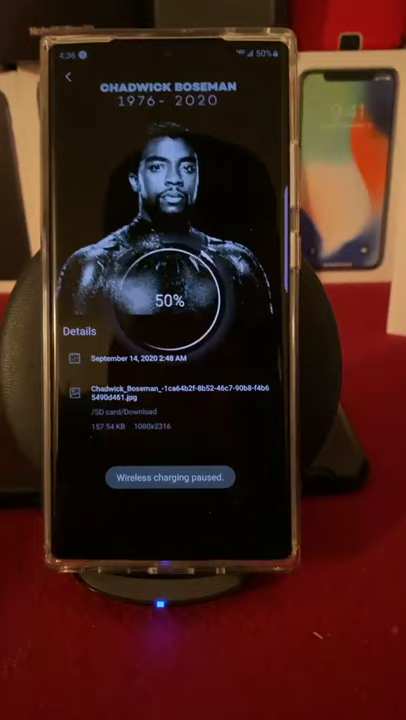 4:36
50%
CHADWICK BOSEMAN
1976- 2020
50%
Details
September 14, 2020 2:48 AM
Chadwick_Boseman_-1ca64b2f-8b52-46c7-90b8-f4b6
5490d461.jpg
/SD card/Download
157.54 KB 1080x2316
Wireless charging paused.